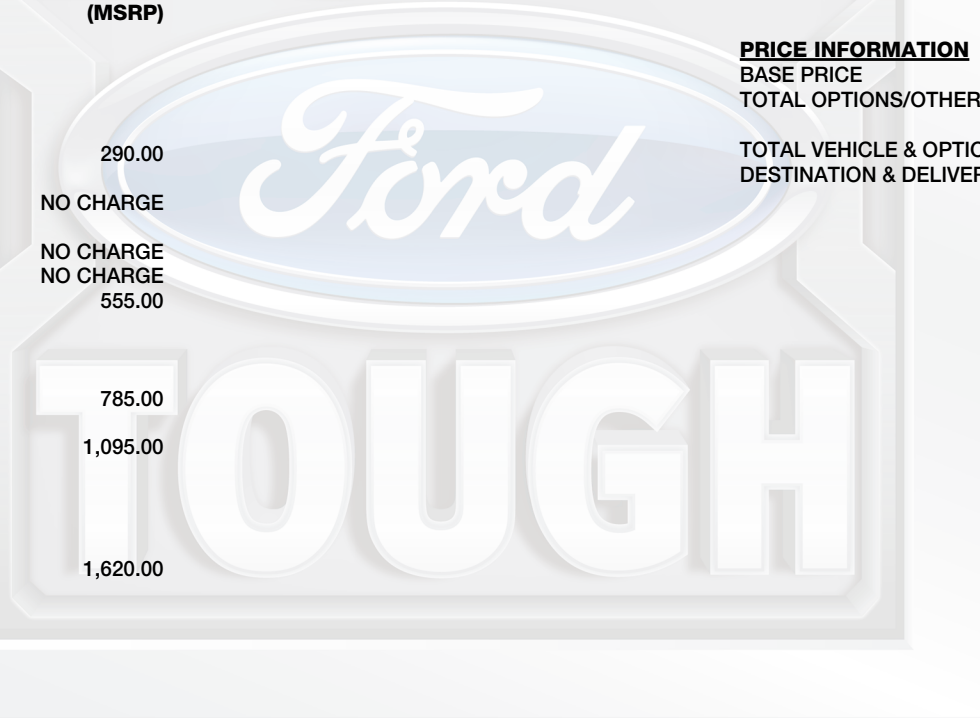 (MSRP)
290.00
NO CHARGE
NO CHARGE
NO CHARGE
555.00
785.00
1,095.00
1,620.00
PRICE INFORMATION
BASE PRICE
TOTAL OPTIONS/OTHER
TOTAL VEHICLE & OPTIO
DESTINATION & DELIVER
Ford
TOUGH